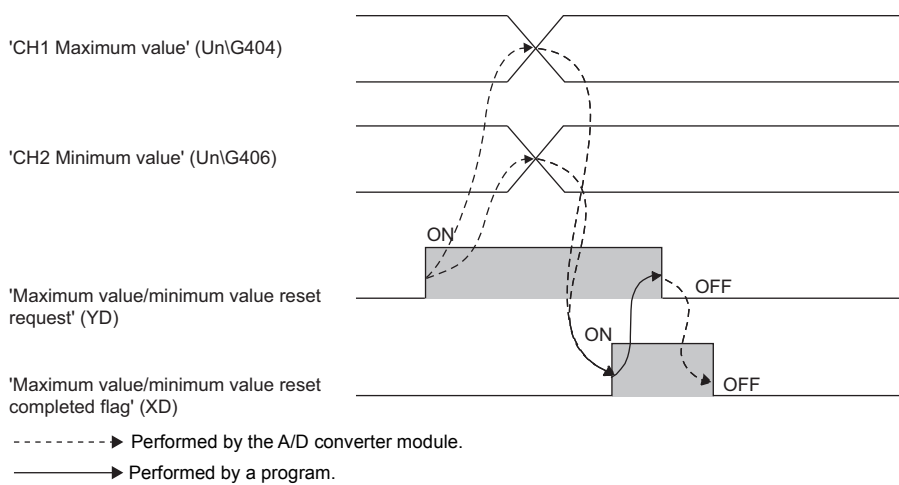 'CH1 Maximum value' (Un\G404)
'CH2 Minimum value' (Un\G406)
ON
'Maximum value/minimum value reset
request' (YD)
OFF
ON
'Maximum value/minimum value reset
completed flag' (XD)
OFF
Performed by the A/D converter module.
Performed by a program.